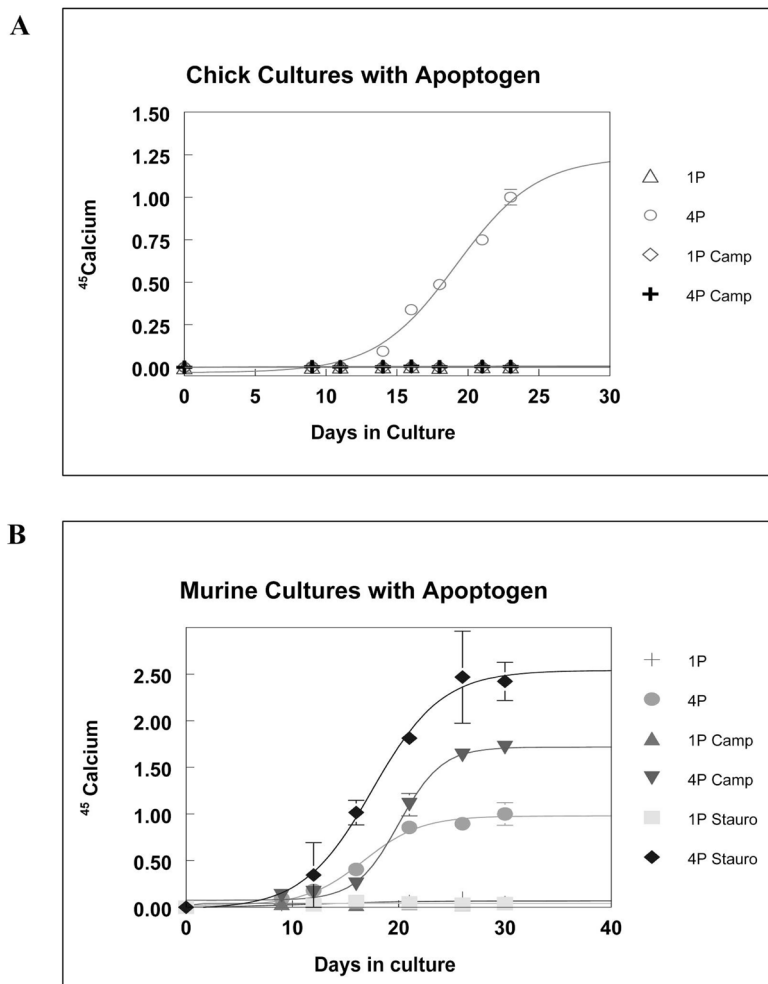 A
Chick Cultures with Apoptogen
1.50
1.25
1.00
0.75
0.50
0.25
0.00
45Calcium
0 5 10 15 20 25 30
Days in Culture
1P
4P
1P Camp
4P Camp
B
Murine Cultures with Apoptogen
2.50
2.00
1.50
1.00
0.50
0.00
45 Calcium
0 10 20 30 40
Days in culture
1P
4P
1P Camp
4P Camp
1P Stauro
4P Stauro